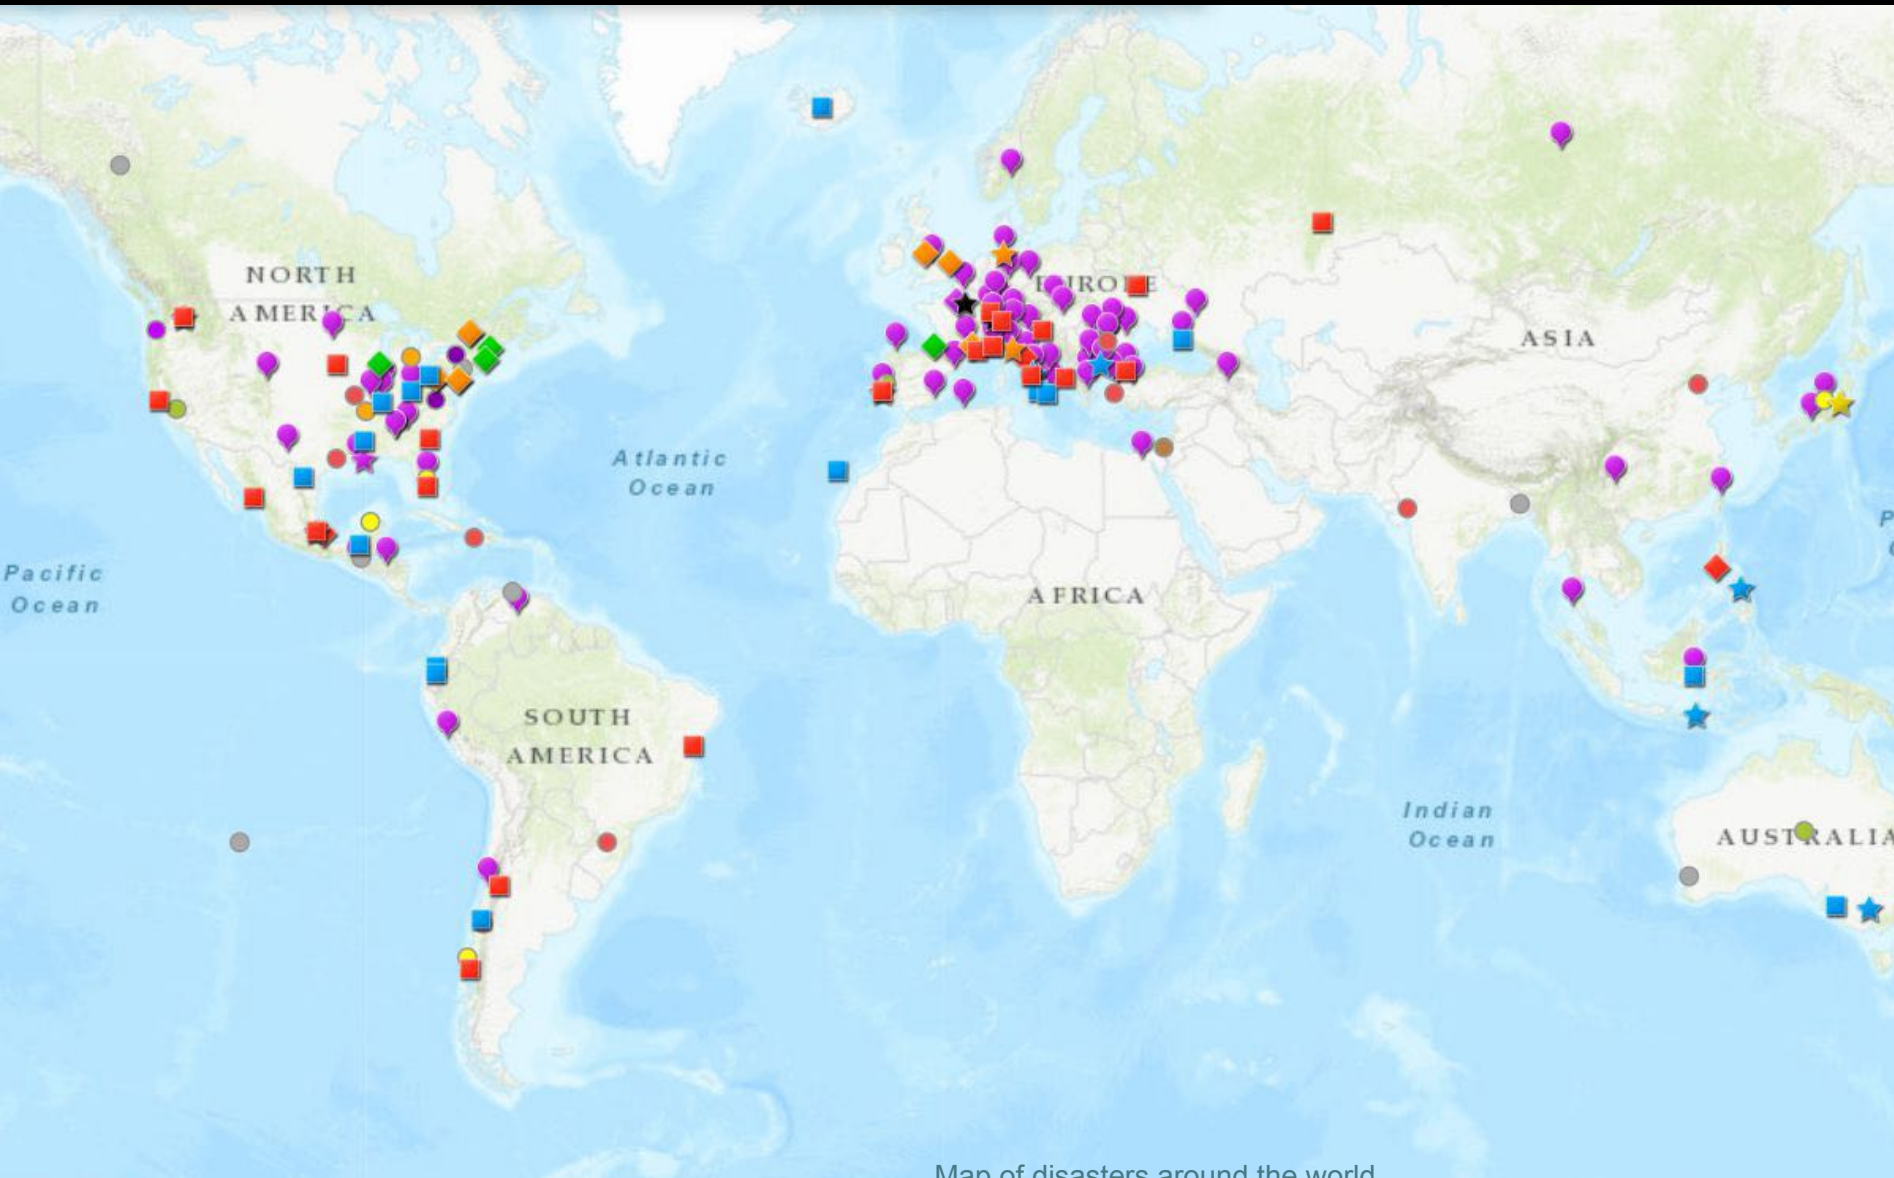 NORTH
AMERICA
EUROPE
ASIA
Atlantic
Ocean
Pacific
Ocean
AFRICA
SOUTH
AMERICA
Indian
Ocean
AUSTRALIA
P
Map of disasters around the world